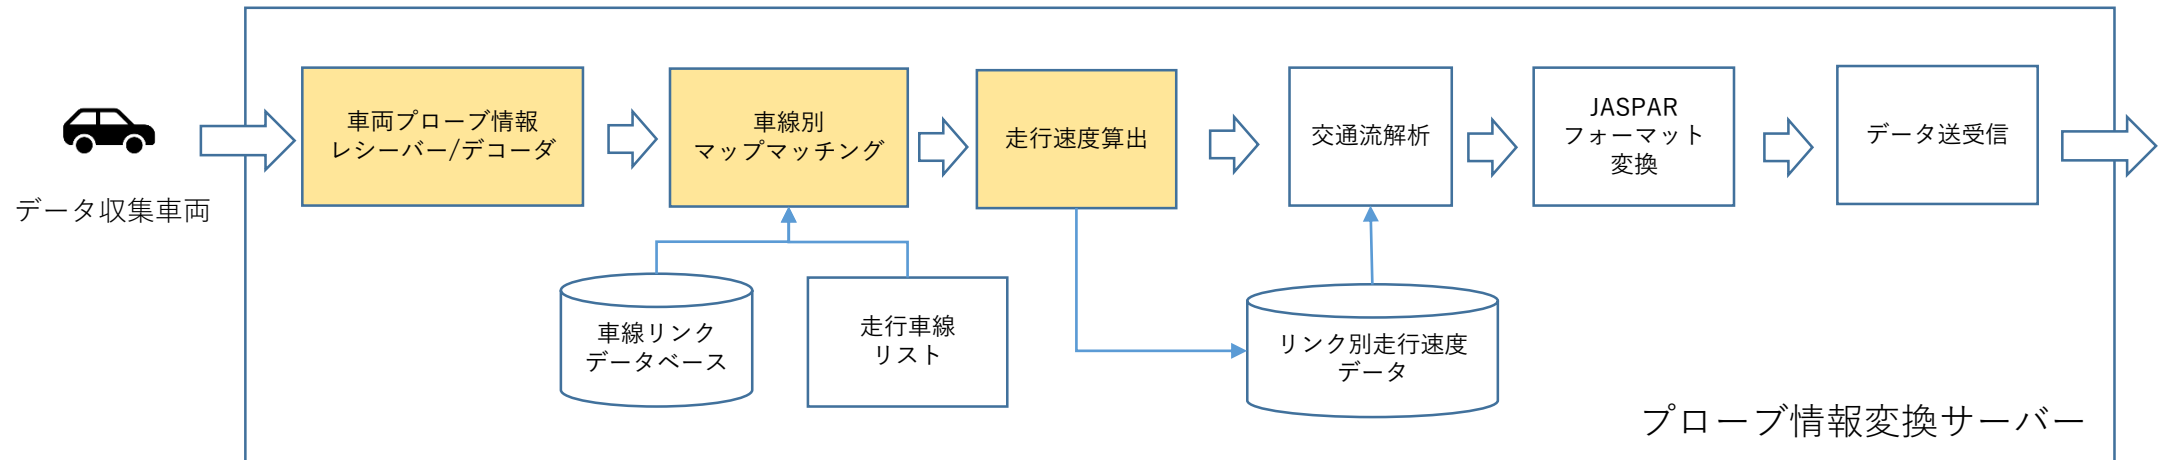 データ収集車両
車両プローブ情報
レシーバー/デコーダ
車線別
マップマッチング
走行速度算出
交通流解析
JASPAR
フォーマット
変換
データ送受信
車線リンク
データベース
走行車線
リスト
リンク別走行速度
データ
プローブ情報変換サーバー